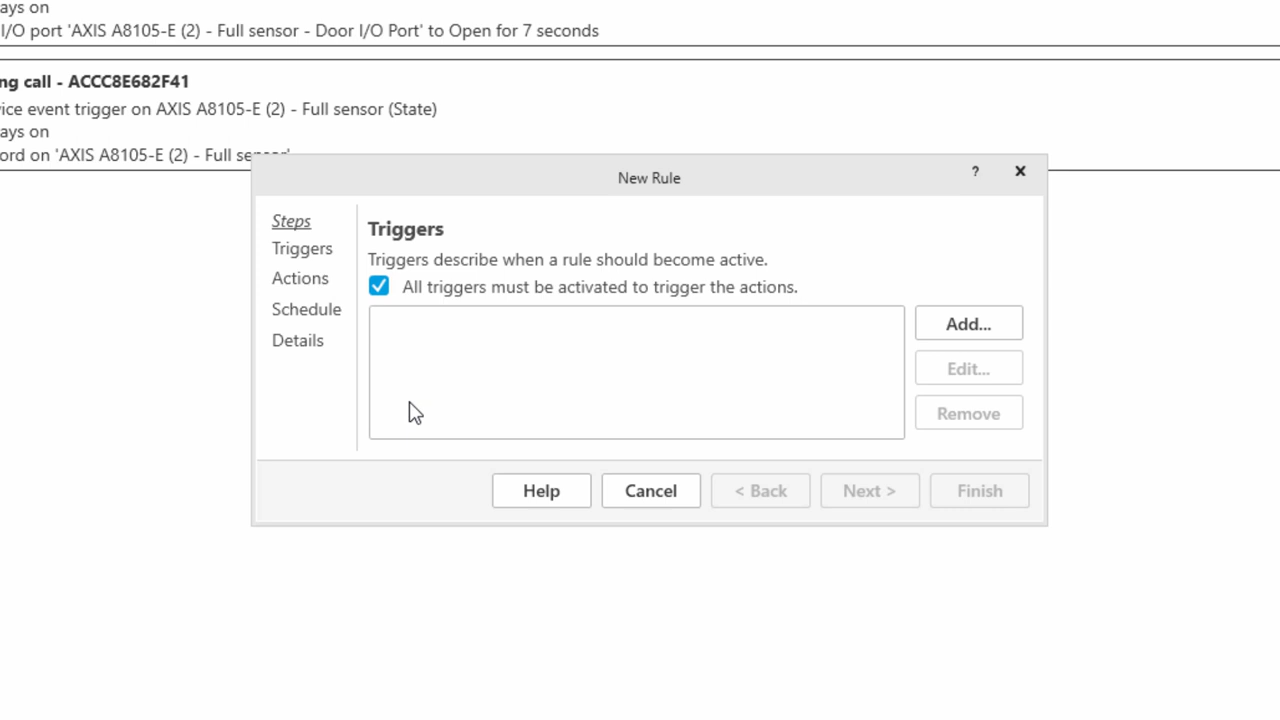 ays on
I/O port 'AXIS A8105-E (2) - Full sensor - Door I/O Port' to Open for 7 seconds
ng call - ACCC8E682F41
ice event trigger on AXIS A8105-E (2) - Full sensor (State)
ays on
ord on 'AXIS A8105-E (2) - Full sensor'
New Rule
?
Steps
Triggers
Actions
Schedule
Details
Triggers
Triggers describe when a rule should become active.
All triggers must be activated to trigger the actions.
Add...
Edit...
Remove
Help
Cancel
< Back
Next >
Finish